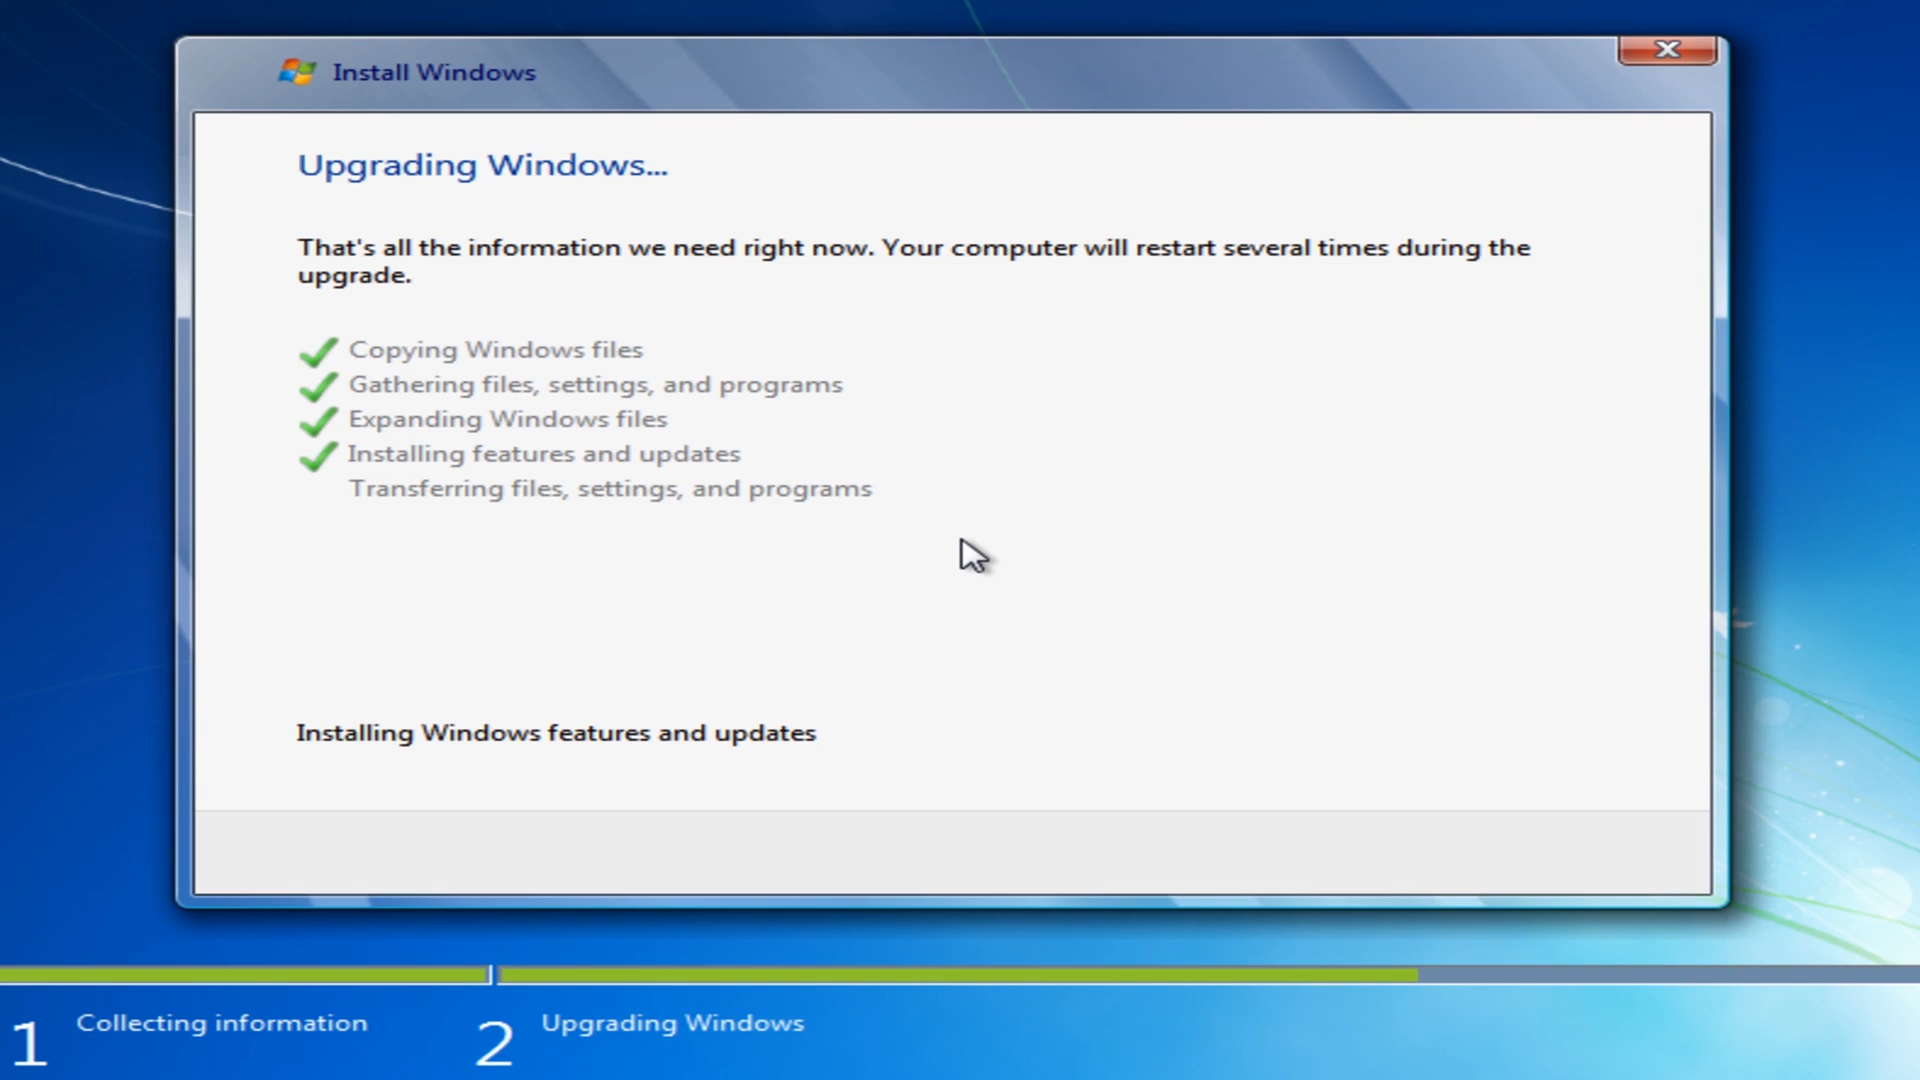 Install Windows
Upgrading Windows...
That's all the information we need right now. Your computer will restart several times during the
upgrade.
Copying Windows files
Gathering files, settings, and programs
Expanding Windows files
Installing features and updates
Transferring files, settings, and programs
Installing Windows features and updates
1 Collecting information
2 Upgrading Windows